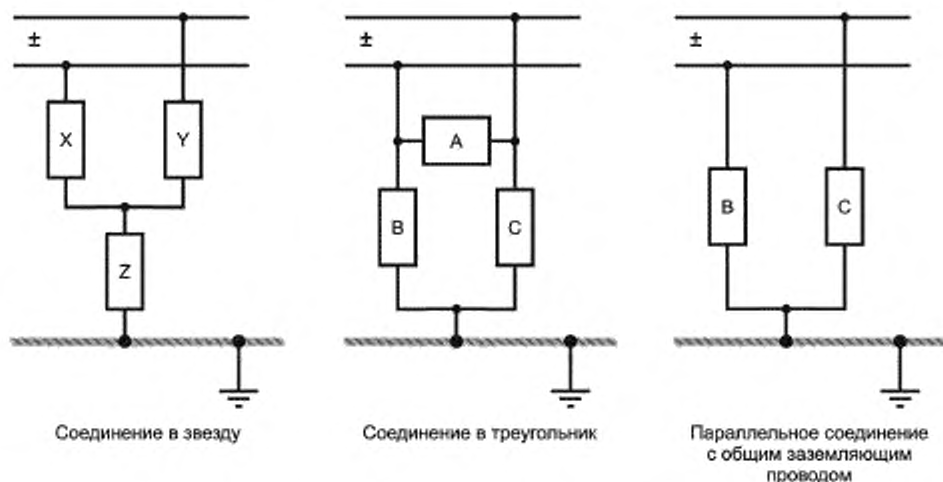 ±
±
±
X
Y
A
B
C
B
C
Z
Соединение в звезду
Соединение в треугольник
Параллельное соединение
с общим заземляющим
проводом